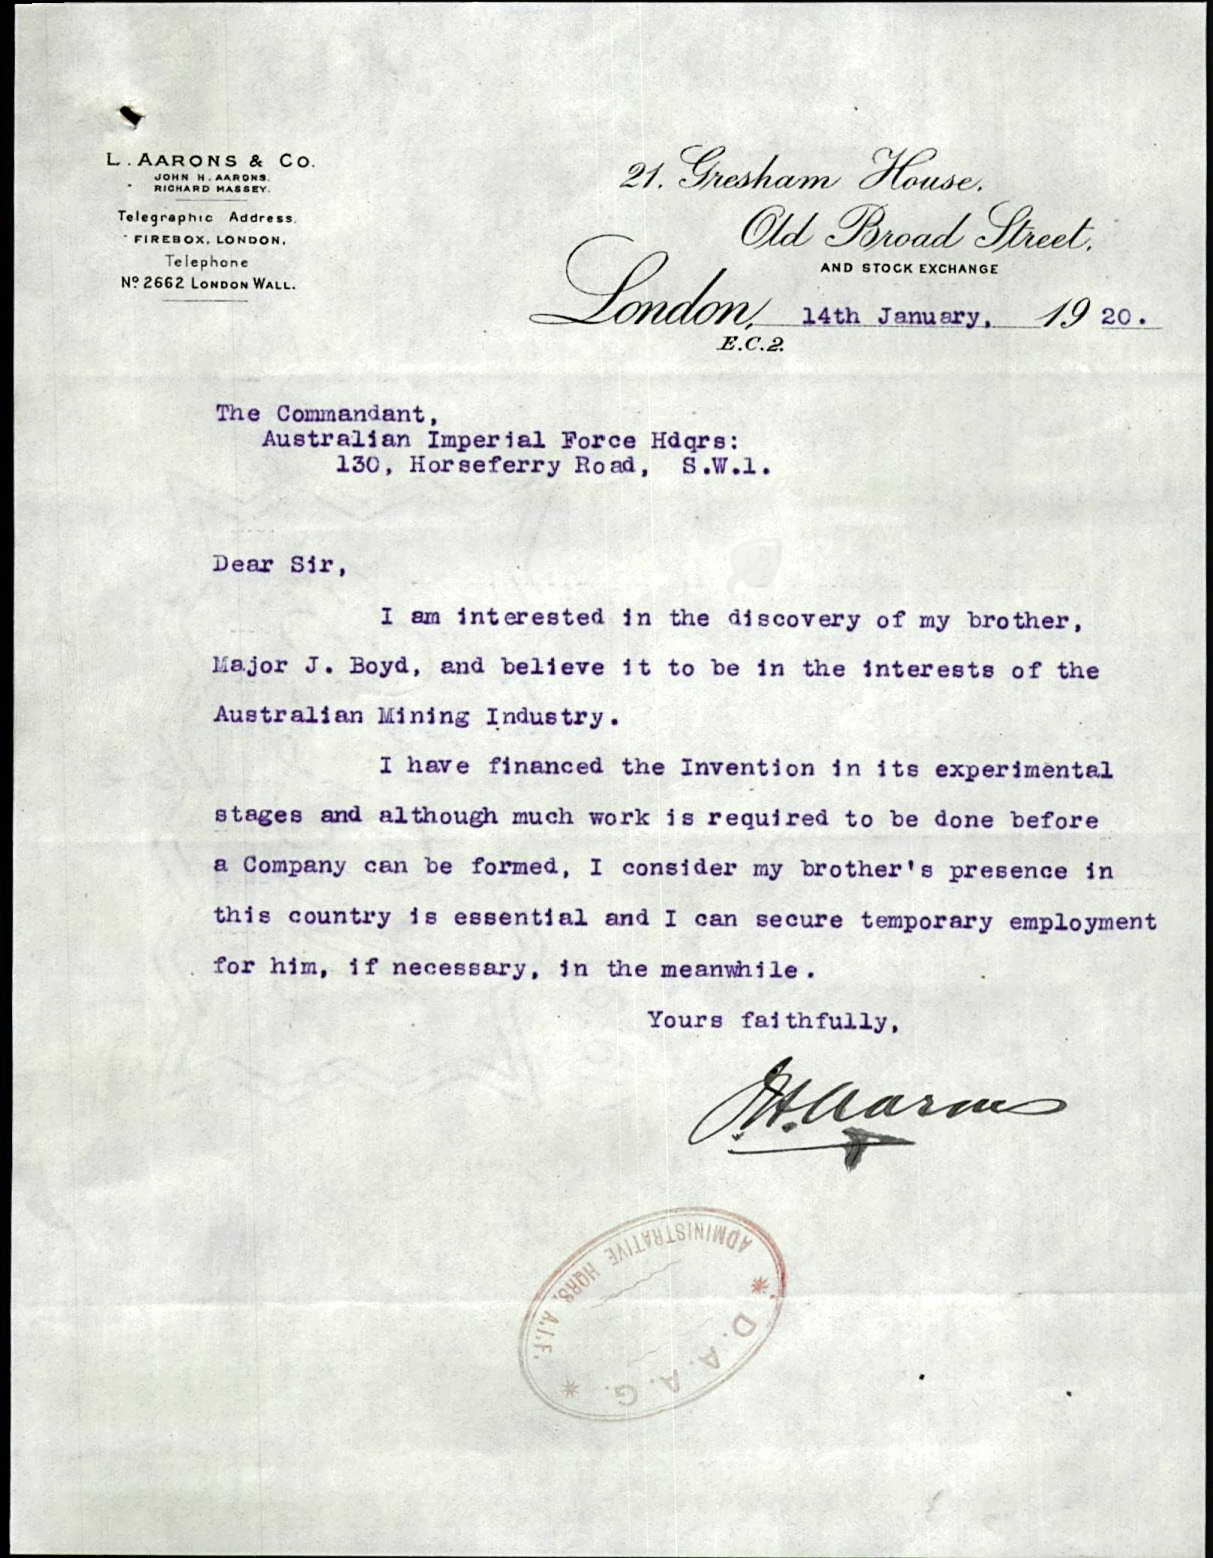 L. AARONS & CO.
JOHN H. AARONS.
RICHARD MASSEY.
Telegraphic Address.
FIREBOX, LONDON.
Telephone
Nº 2662 LONDON WALL.
21. Gresham House.
Old Broad Street.
AND STOCK EXCHANGE
London, 14th January, 1920.
E.C.2.
The Commandant,
Australian Imperial Force Hdqrs:
130, Horseferry Road, S.W.1.
Dear Sir,
I am interested in the discovery of my brother,
Major J. Boyd, and believe it to be in the interests of the
Australian Mining Industry.
I have financed the Invention in its experimental
stages and although much work is required to be done before
a Company can be formed, I consider my brother's presence in
this country is essential and I can secure temporary employment
for him, if necessary, in the meanwhile.
Yours faithfully,
J.H. Aarons
ADMINISTRATIVE HQRS. A.I.F.
D.A.A.G.